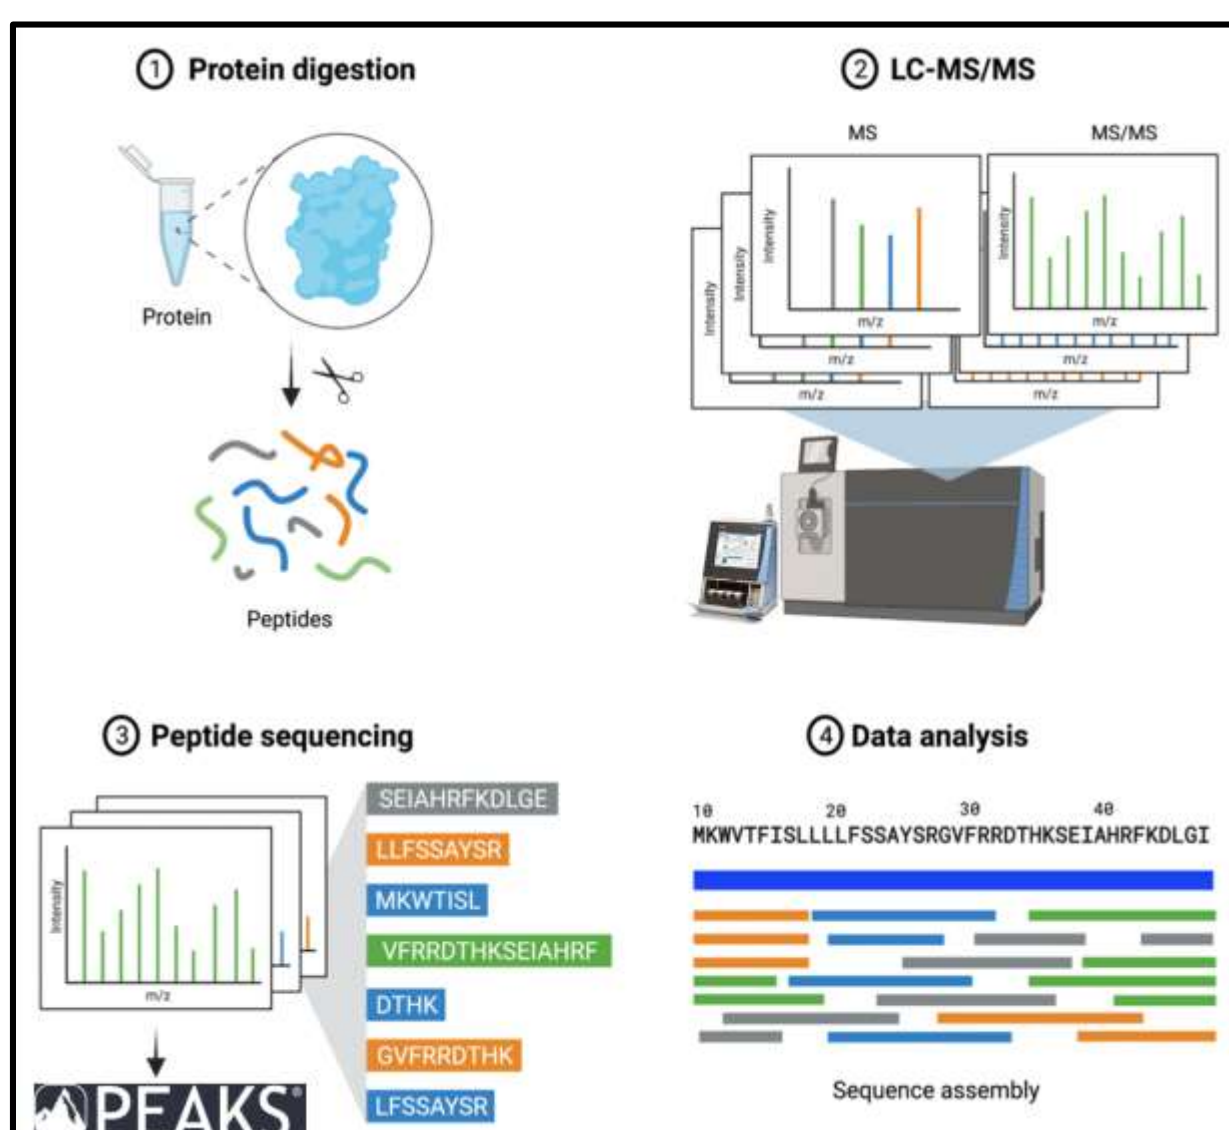 1 Protein digestion
Protein
Peptides
2 LC-MS/MS
MS
MS/MS
Intensity
Intensity
Intensity
m/z
m/z
m/z
Intensity
m/z
m/z
m/z
3 Peptide sequencing
Intensity
m/z
PEAKS®
SEIAHRFKDLGE
LLFSSAYSR
MKWTISL
VFRRDTHKSEIAHRF
DTHK
GVFRRDTHK
LFSSAYSR
4 Data analysis
10 20 30 40
MKWVTFISLLLLFSSAYSRGVFRRDTHKSEIAHRFKDLGI
Sequence assembly